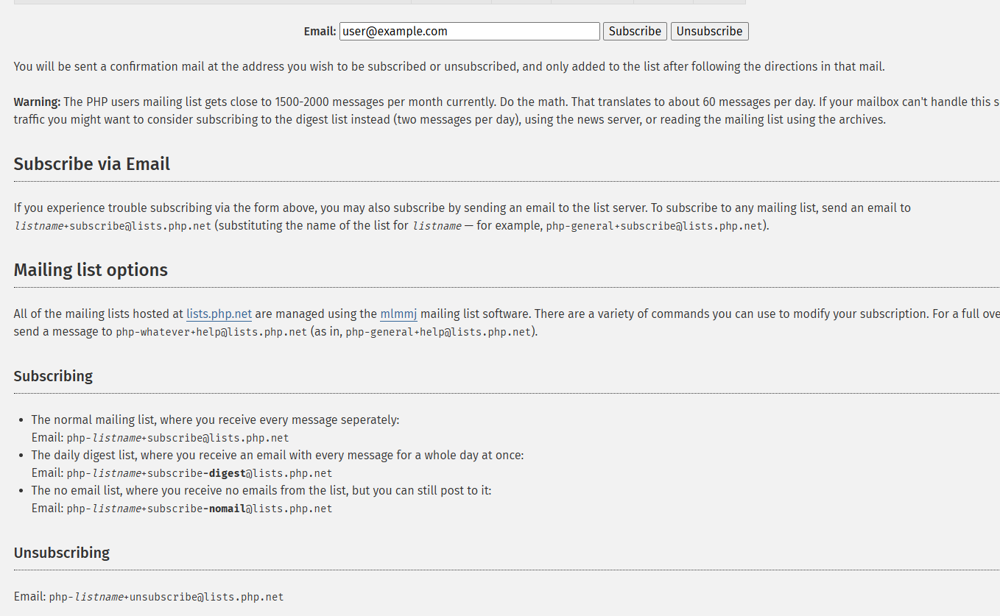 Email: user@example.com Subscribe Unsubscribe
You will be sent a confirmation mail at the address you wish to be subscribed or unsubscribed, and only added to the list after following the directions in that mail.
Warning: The PHP users mailing list gets close to 1500-2000 messages per month currently. Do the math. That translates to about 60 messages per day. If your mailbox can't handle this s
traffic you might want to consider subscribing to the digest list instead (two messages per day), using the news server, or reading the mailing list using the archives.
Subscribe via Email
If you experience trouble subscribing via the form above, you may also subscribe by sending an email to the list server. To subscribe to any mailing list, send an email to
listname+subscribe@lists.php.net (substituting the name of the list for listname — for example, php-general+subscribe@lists.php.net).
Mailing list options
All of the mailing lists hosted at lists.php.net are managed using the mlmmj mailing list software. There are a variety of commands you can use to modify your subscription. For a full ove
send a message to php-whatever+help@lists.php.net (as in, php-general+help@lists.php.net).
Subscribing
• The normal mailing list, where you receive every message seperately:
Email: php-listname+subscribe@lists.php.net
• The daily digest list, where you receive an email with every message for a whole day at once:
Email: php-listname+subscribe-digest@lists.php.net
• The no email list, where you receive no emails from the list, but you can still post to it:
Email: php-listname+subscribe-nomail@lists.php.net
Unsubscribing
Email: php-listname+unsubscribe@lists.php.net